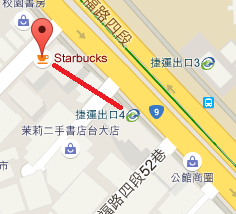 校園書房
福路四段
Starbucks
捷運出口3
捷運出口4
9
茉莉二手書店台大店
市
福路四段52巷
公館商圈